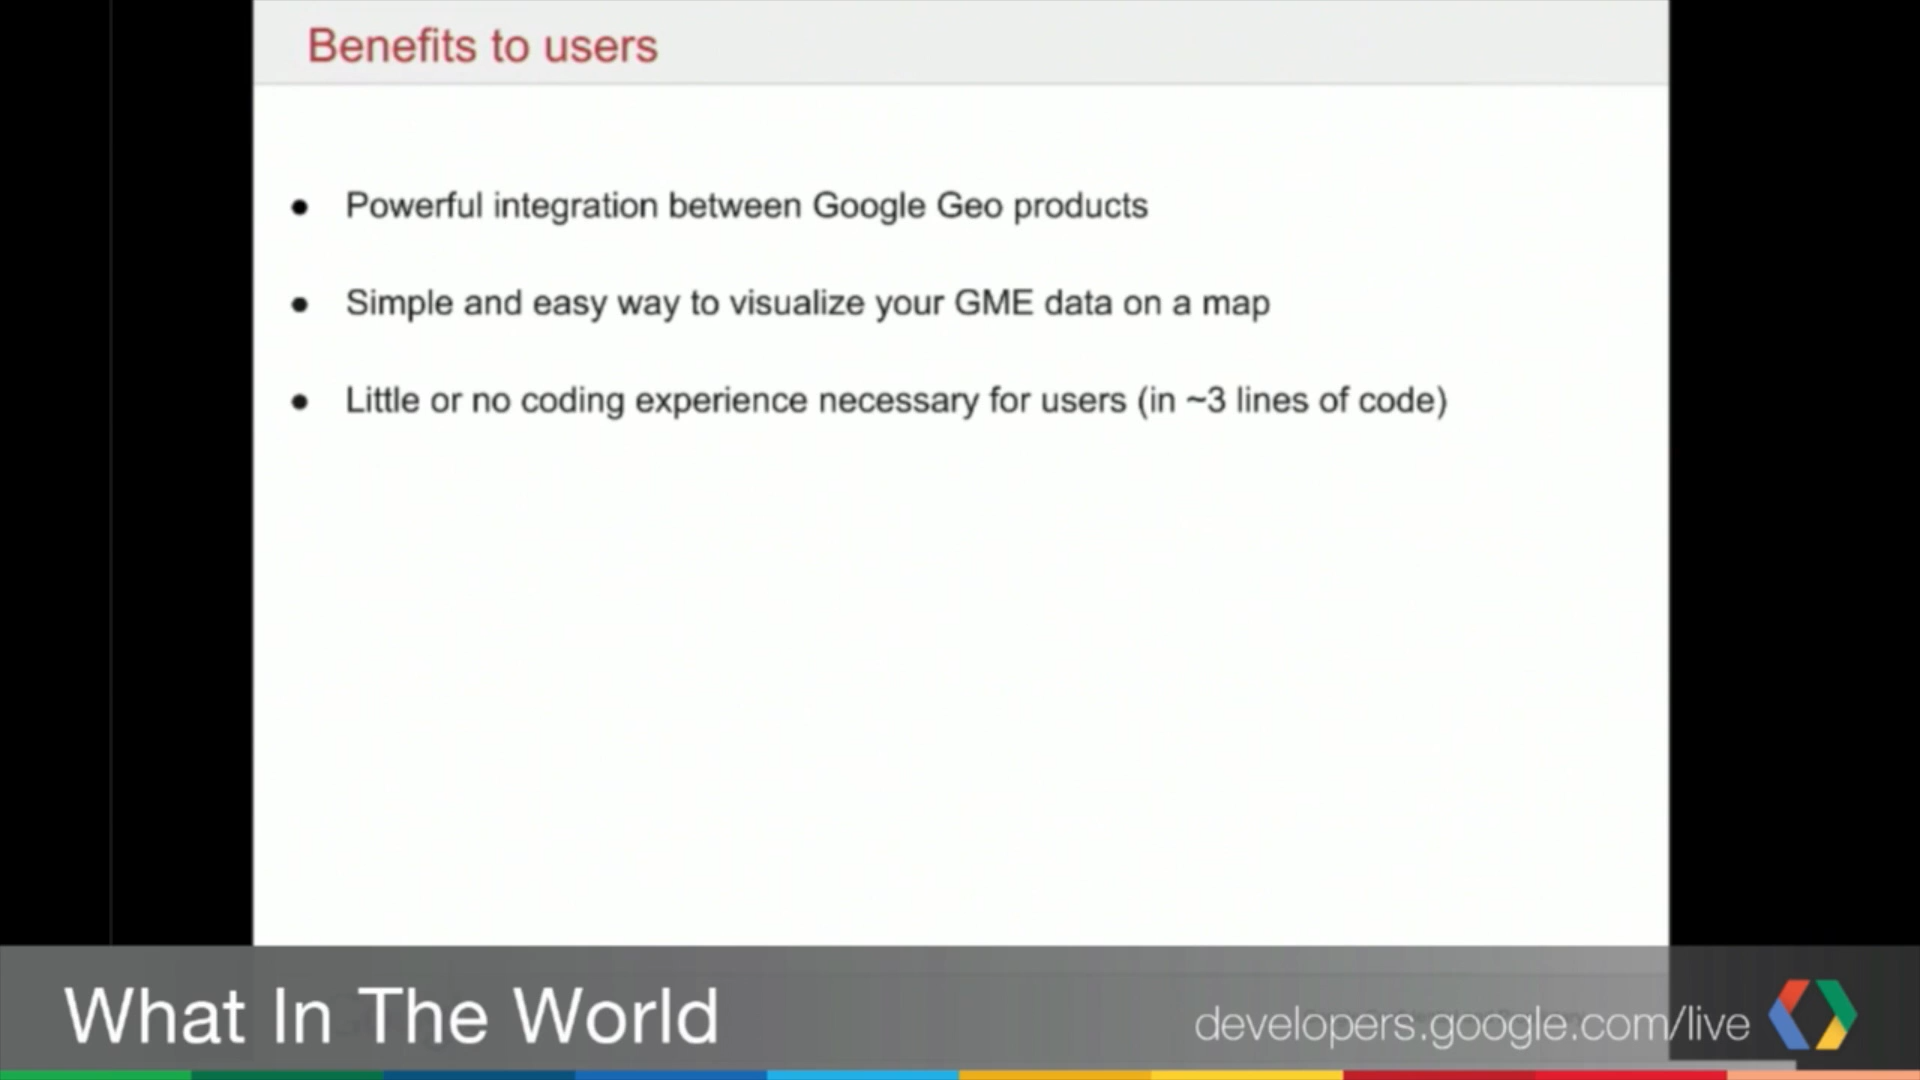 Benefits to users
● Powerful integration between Google Geo products
● Simple and easy way to visualize your GME data on a map
● Little or no coding experience necessary for users (in ~3 lines of code)
What In The World
developers.google.com/live